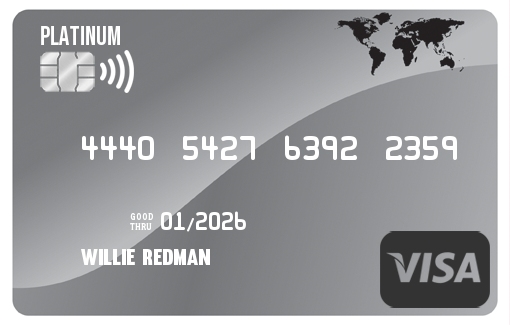 PLATINUM
4440 5427 6392 2359
GOOD
THRU 01/2026
WILLIE REDMAN
VISA